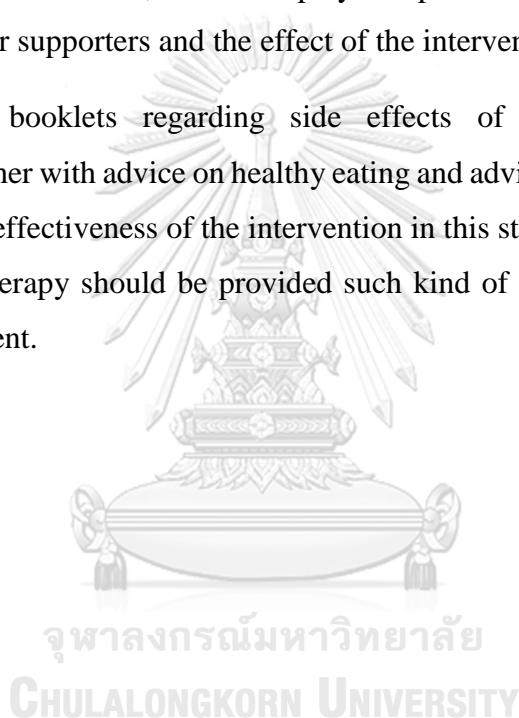 r supporters and the effect of the interven
booklets regarding side effects of
ner with advice on healthy eating and advi
effectiveness of the intervention in this st
erapy should be provided such kind of
ent.
จุฬาลงกรณ์มหาวิทยาลัย
CHULALONGKORN UNIVERSITY